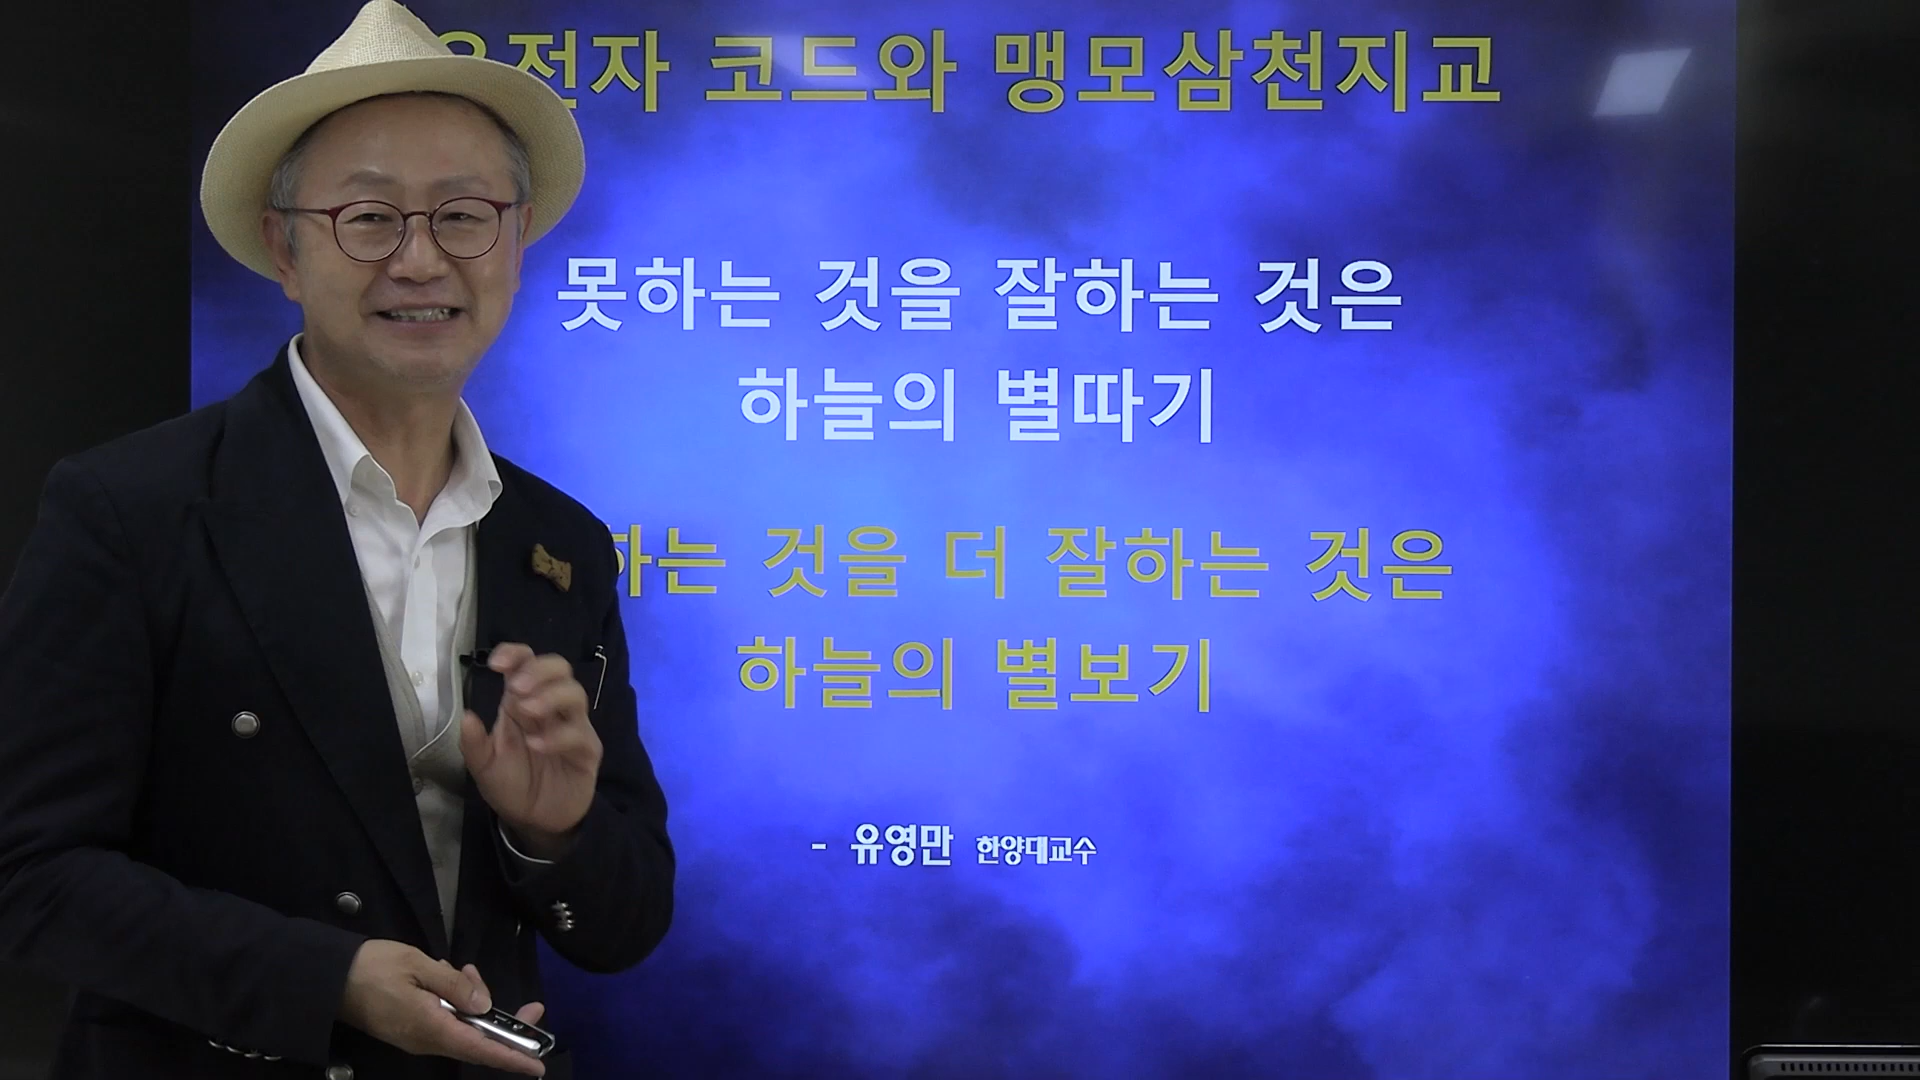 유전자 코드와 맹모삼천지교
못하는 것을 잘하는 것은
하늘의 별따기
하는 것을 더 잘하는 것은
하늘의 별보기
- 유영만 한양대교수